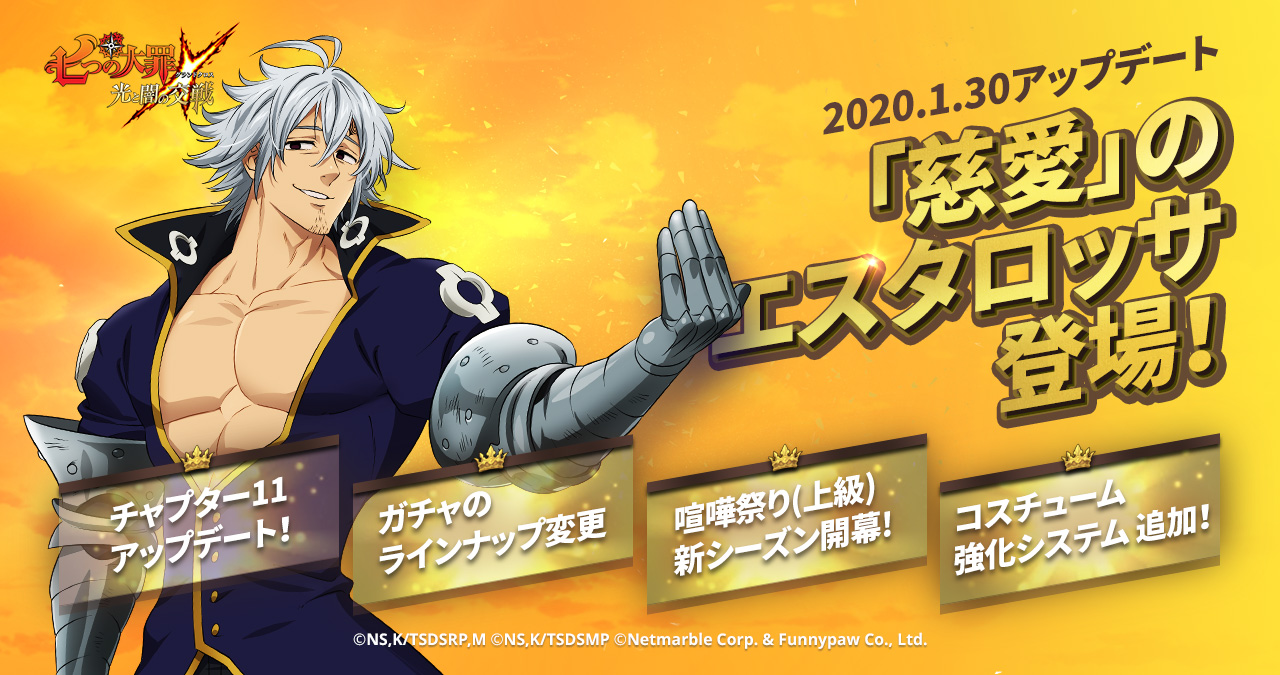 七つの大罪
グランドクロス
光と闇の交戦
2020.1.30アップデート
「慈愛」の
エスタロッサ
登場!
チャプター11
アップデート!
ガチャの
ラインナップ変更
喧嘩祭り(上級)
新シーズン開幕!
コスチューム
強化システム 追加!
©NS,K/TSDSRP,M ©NS,K/TSDSMP ©Netmarble Corp. & Funnypaw Co., Ltd.